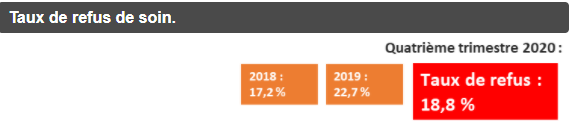 Taux de refus de soin.
Quatrième trimestre 2020 :
2018 :
17,2 %
2019 :
22,7 %
Taux de refus :
18,8 %